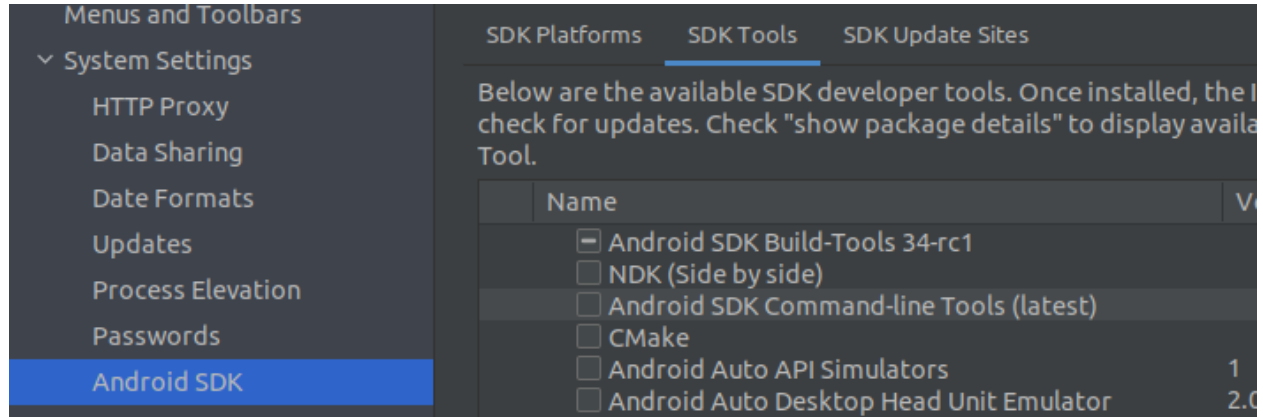 Menus and Toolbars
System Settings
HTTP Proxy
Data Sharing
Date Formats
Updates
Process Elevation
Passwords
Android SDK
SDK Platforms SDK Tools SDK Update Sites
Below are the available SDK developer tools. Once installed, the
check for updates. Check "show package details" to display
Tool.
Name
Android SDK Build-Tools 34-rc1
NDK (Side by side)
Android SDK Command-line Tools (latest)
CMake
Android Auto API Simulators 1
Android Auto Desktop Head Unit Emulator